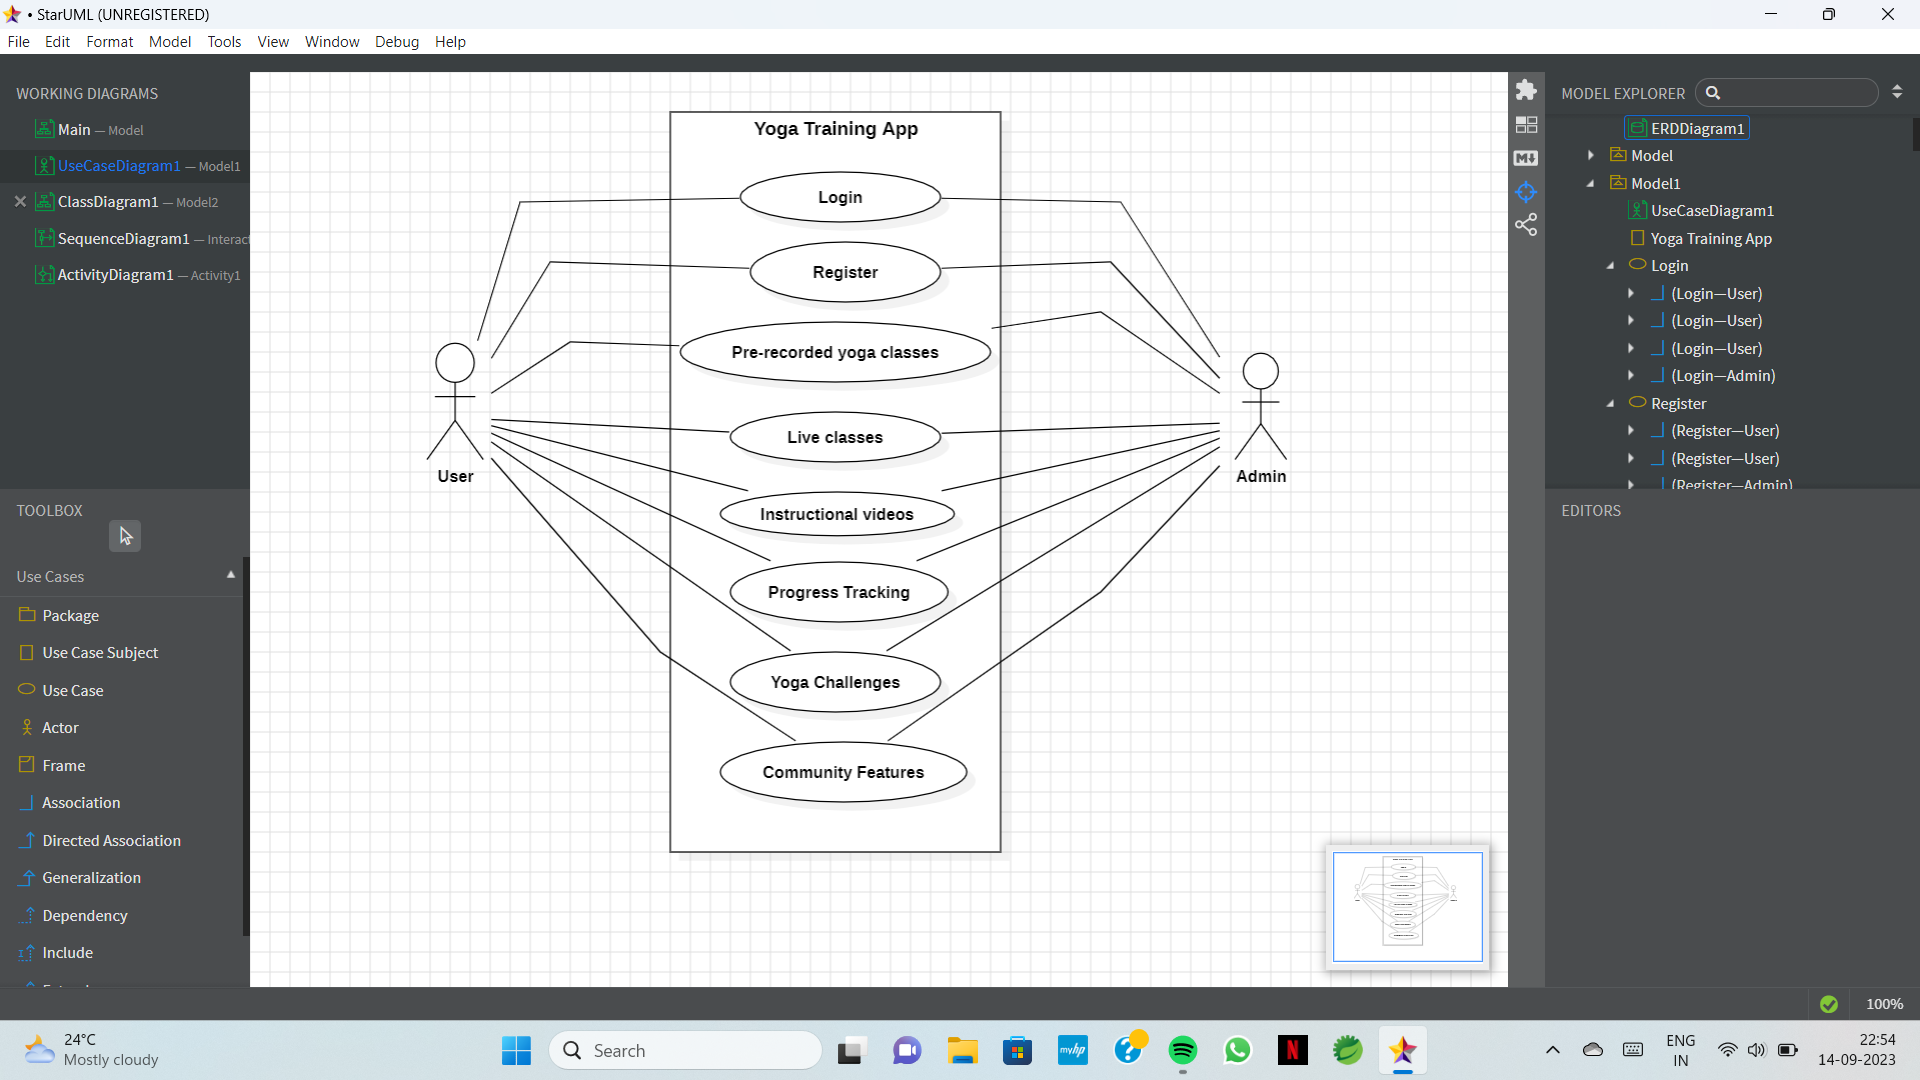 • StarUML (UNREGISTERED)
File Edit Format Model Tools View Window Debug Help
WORKING DIAGRAMS
Main — Model
UseCaseDiagram1 — Model1
ClassDiagram1 — Model2
SequenceDiagram1 — Interact
ActivityDiagram1 — Activity1
TOOLBOX
Use Cases
Package
Use Case Subject
Use Case
Actor
Frame
Association
Directed Association
Generalization
Dependency
Include
Yoga Training App
Login
Register
Pre-recorded yoga classes
Live classes
Instructional videos
Progress Tracking
Yoga Challenges
Community Features
User
Admin
MODEL EXPLORER
ERDDiagram1
Model
Model1
UseCaseDiagram1
Yoga Training App
Login
(Login—User)
(Login—User)
(Login—User)
(Login—Admin)
Register
(Register—User)
(Register—User)
(Register—Admin)
EDITORS
100%
24°C
Mostly cloudy
Search
myhp
N
ENG
IN
22:54
14-09-2023